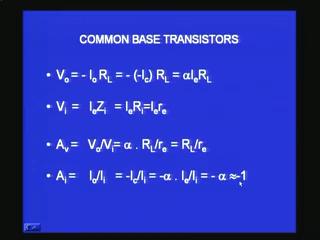 COMMON BASE TRANSISTORS
• Vo = - Io RL = - (-Ic) RL = αIeRL
• Vi = IeZi = IeRi=Iere
• Av = Vo/Vi= α . RL/re = RL/re
• Ai = Io/Ii = -Ic/Ii = -α . Ie/Ii = - α ≈-1